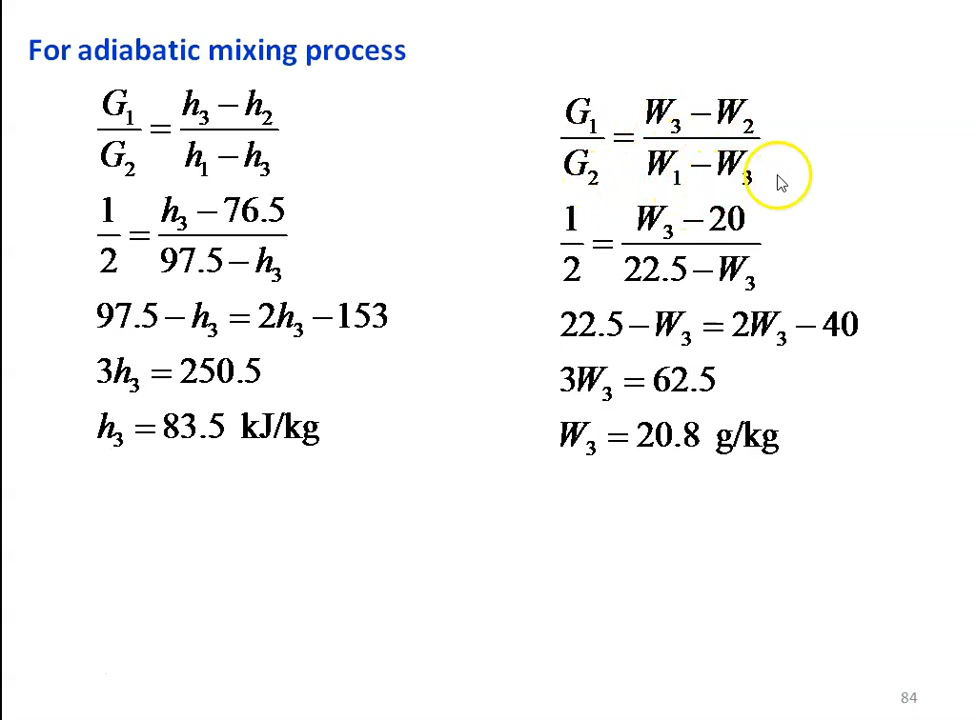 For adiabatic mixing process
G₁/G₂ = (h₃ − h₂)/(h₁ − h₃)
1/2 = (h₃ − 76.5)/(97.5 − h₃)
97.5 − h₃ = 2h₃ − 153
3h₃ = 250.5
h₃ = 83.5 kJ/kg
G₁/G₂ = (W₃ − W₂)/(W₁ − W₃)
1/2 = (W₃ − 20)/(22.5 − W₃)
22.5 − W₃ = 2W₃ − 40
3W₃ = 62.5
W₃ = 20.8 g/kg
84